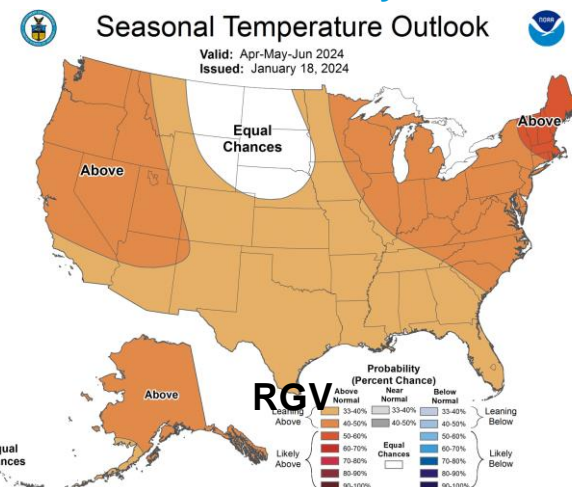 NOAA
Seasonal Temperature Outlook
Valid: Apr-May-Jun 2024
Issued: January 18, 2024
Equal
Chances
Above
Above
Above
RGV
Probability
(Percent Chance)
Above
Normal
Near
Normal
Below
Normal
Leaning
Above
33-40%
33-40%
33-40%
Leaning
Below
40-50%
40-50%
40-50%
Likely
Above
50-60%
Equal
Chances
50-60%
Likely
Below
60-70%
60-70%
70-80%
70-80%
80-90%
80-90%
90-100%
90-100%